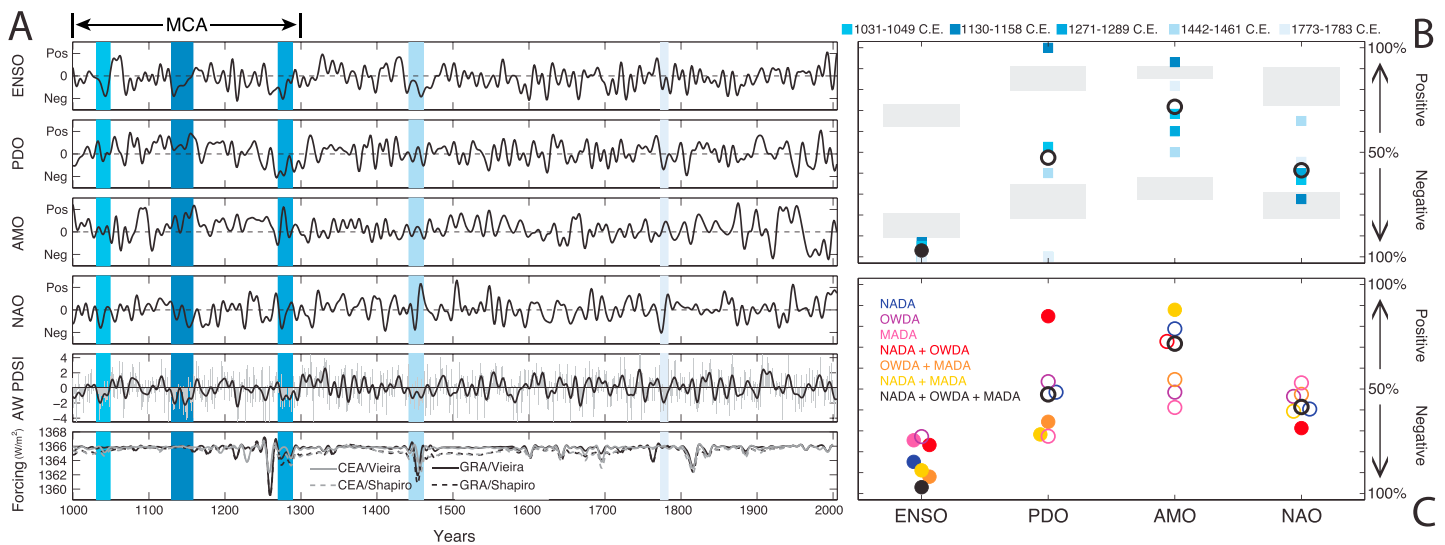 A
MCA
ENSO
Pos
0
Neg
PDO
Pos
0
Neg
AMO
Pos
0
Neg
NAO
Pos
0
Neg
AW PDSI
4
2
0
−2
−4
Forcing (W/m²)
1368
1366
1364
1362
1360
CEA/Vieira
GRA/Vieira
CEA/Shapiro
GRA/Shapiro
1000 1100 1200 1300 1400 1500 1600 1700 1800 1900 2000
Years
1031-1049 C.E. 1130-1158 C.E. 1271-1289 C.E. 1442-1461 C.E. 1773-1783 C.E.
B
100%
Positive
50%
Negative
100%
NADA
OWDA
MADA
NADA + OWDA
OWDA + MADA
NADA + MADA
NADA + OWDA + MADA
100%
Positive
50%
Negative
100%
ENSO PDO AMO NAO
C